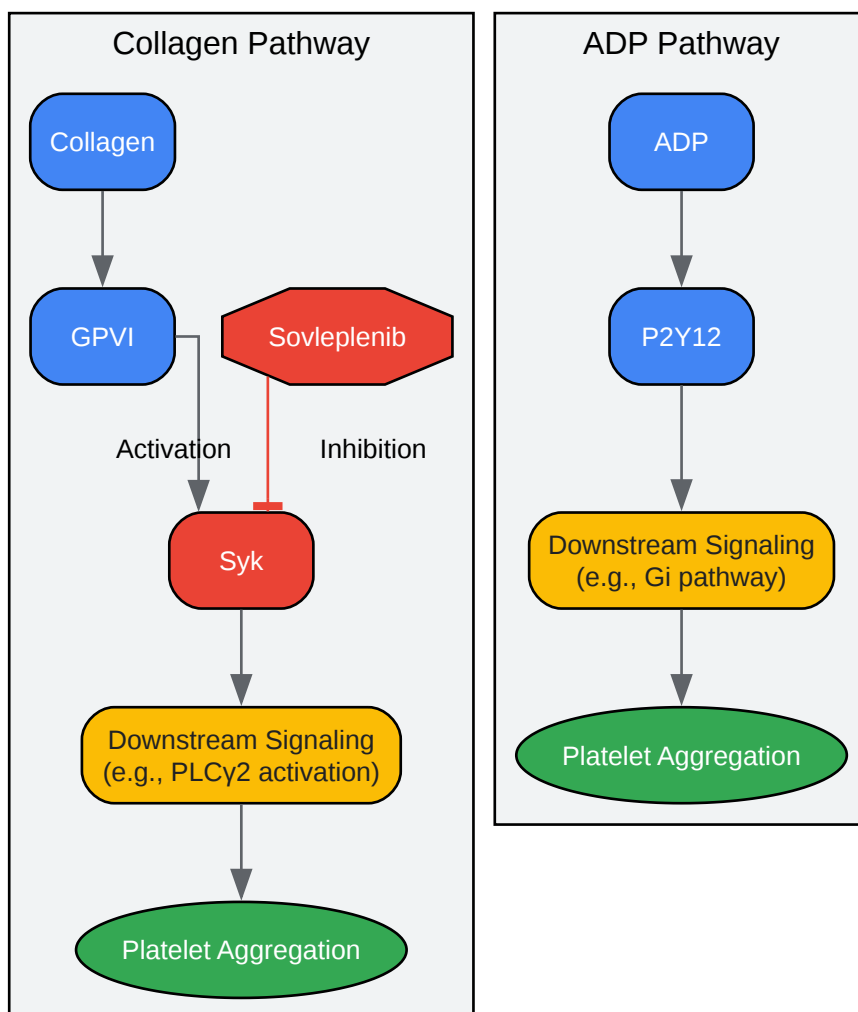 Collagen Pathway
Collagen
GPVI
Sovleplenib
Activation
Inhibition
Syk
Downstream Signaling
(e.g., PLCγ2 activation)
Platelet Aggregation
ADP Pathway
ADP
P2Y12
Downstream Signaling
(e.g., Gi pathway)
Platelet Aggregation